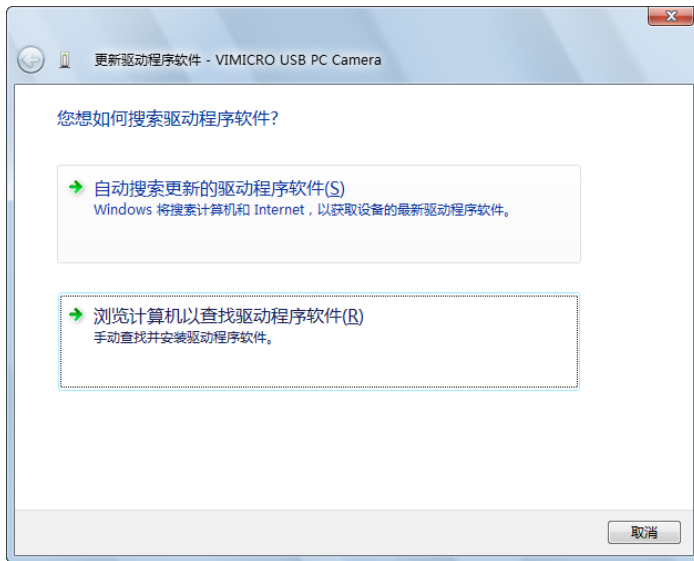 更新驱动程序软件 - VIMICRO USB PC Camera
您想如何搜索驱动程序软件?
自动搜索更新的驱动程序软件(S)
Windows 将搜索计算机和 Internet，以获取设备的最新驱动程序软件。
浏览计算机以查找驱动程序软件(R)
手动查找并安装驱动程序软件。
取消